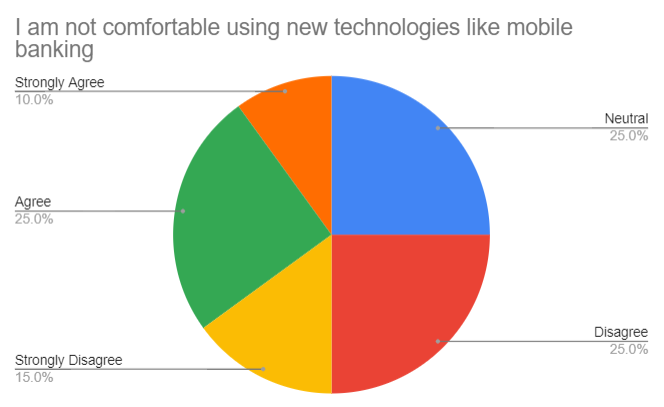 I am not comfortable using new technologies like mobile
banking
Strongly Agree
10.0%
Neutral
25.0%
Agree
25.0%
Disagree
25.0%
Strongly Disagree
15.0%